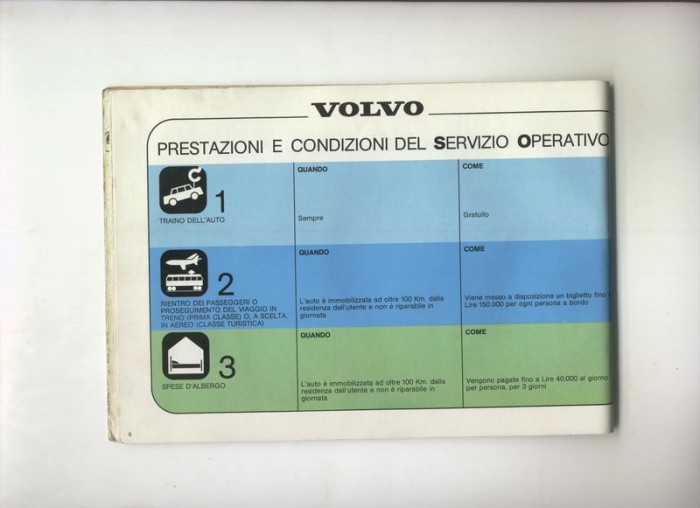 VOLVO
PRESTAZIONI E CONDIZIONI DEL SERVIZIO OPERATIVO
1
TRAINO DELL'AUTO
QUANDO
Sempre
COME
Gratuito
2
RIENTRO DEI PASSEGGERI O
PROSEGUIMENTO DEL VIAGGIO IN
TRENO (PRIMA CLASSE) O, A SCELTA,
IN AEREO (CLASSE TURISTICA)
QUANDO
L'auto è immobilizzata ad oltre 100 Km. dalla
residenza dell'utente e non è riparabile in
giornata
COME
Viene messo a disposizione un biglietto fino
Lire 150.000 per ogni persona a bordo
3
SPESE D'ALBERGO
QUANDO
L'auto è immobilizzata ad oltre 100 Km. dalla
residenza dell'utente e non è riparabile in
giornata
COME
Vengono pagate fino a Lire 40.000 al giorno
per persona, per 3 giorni